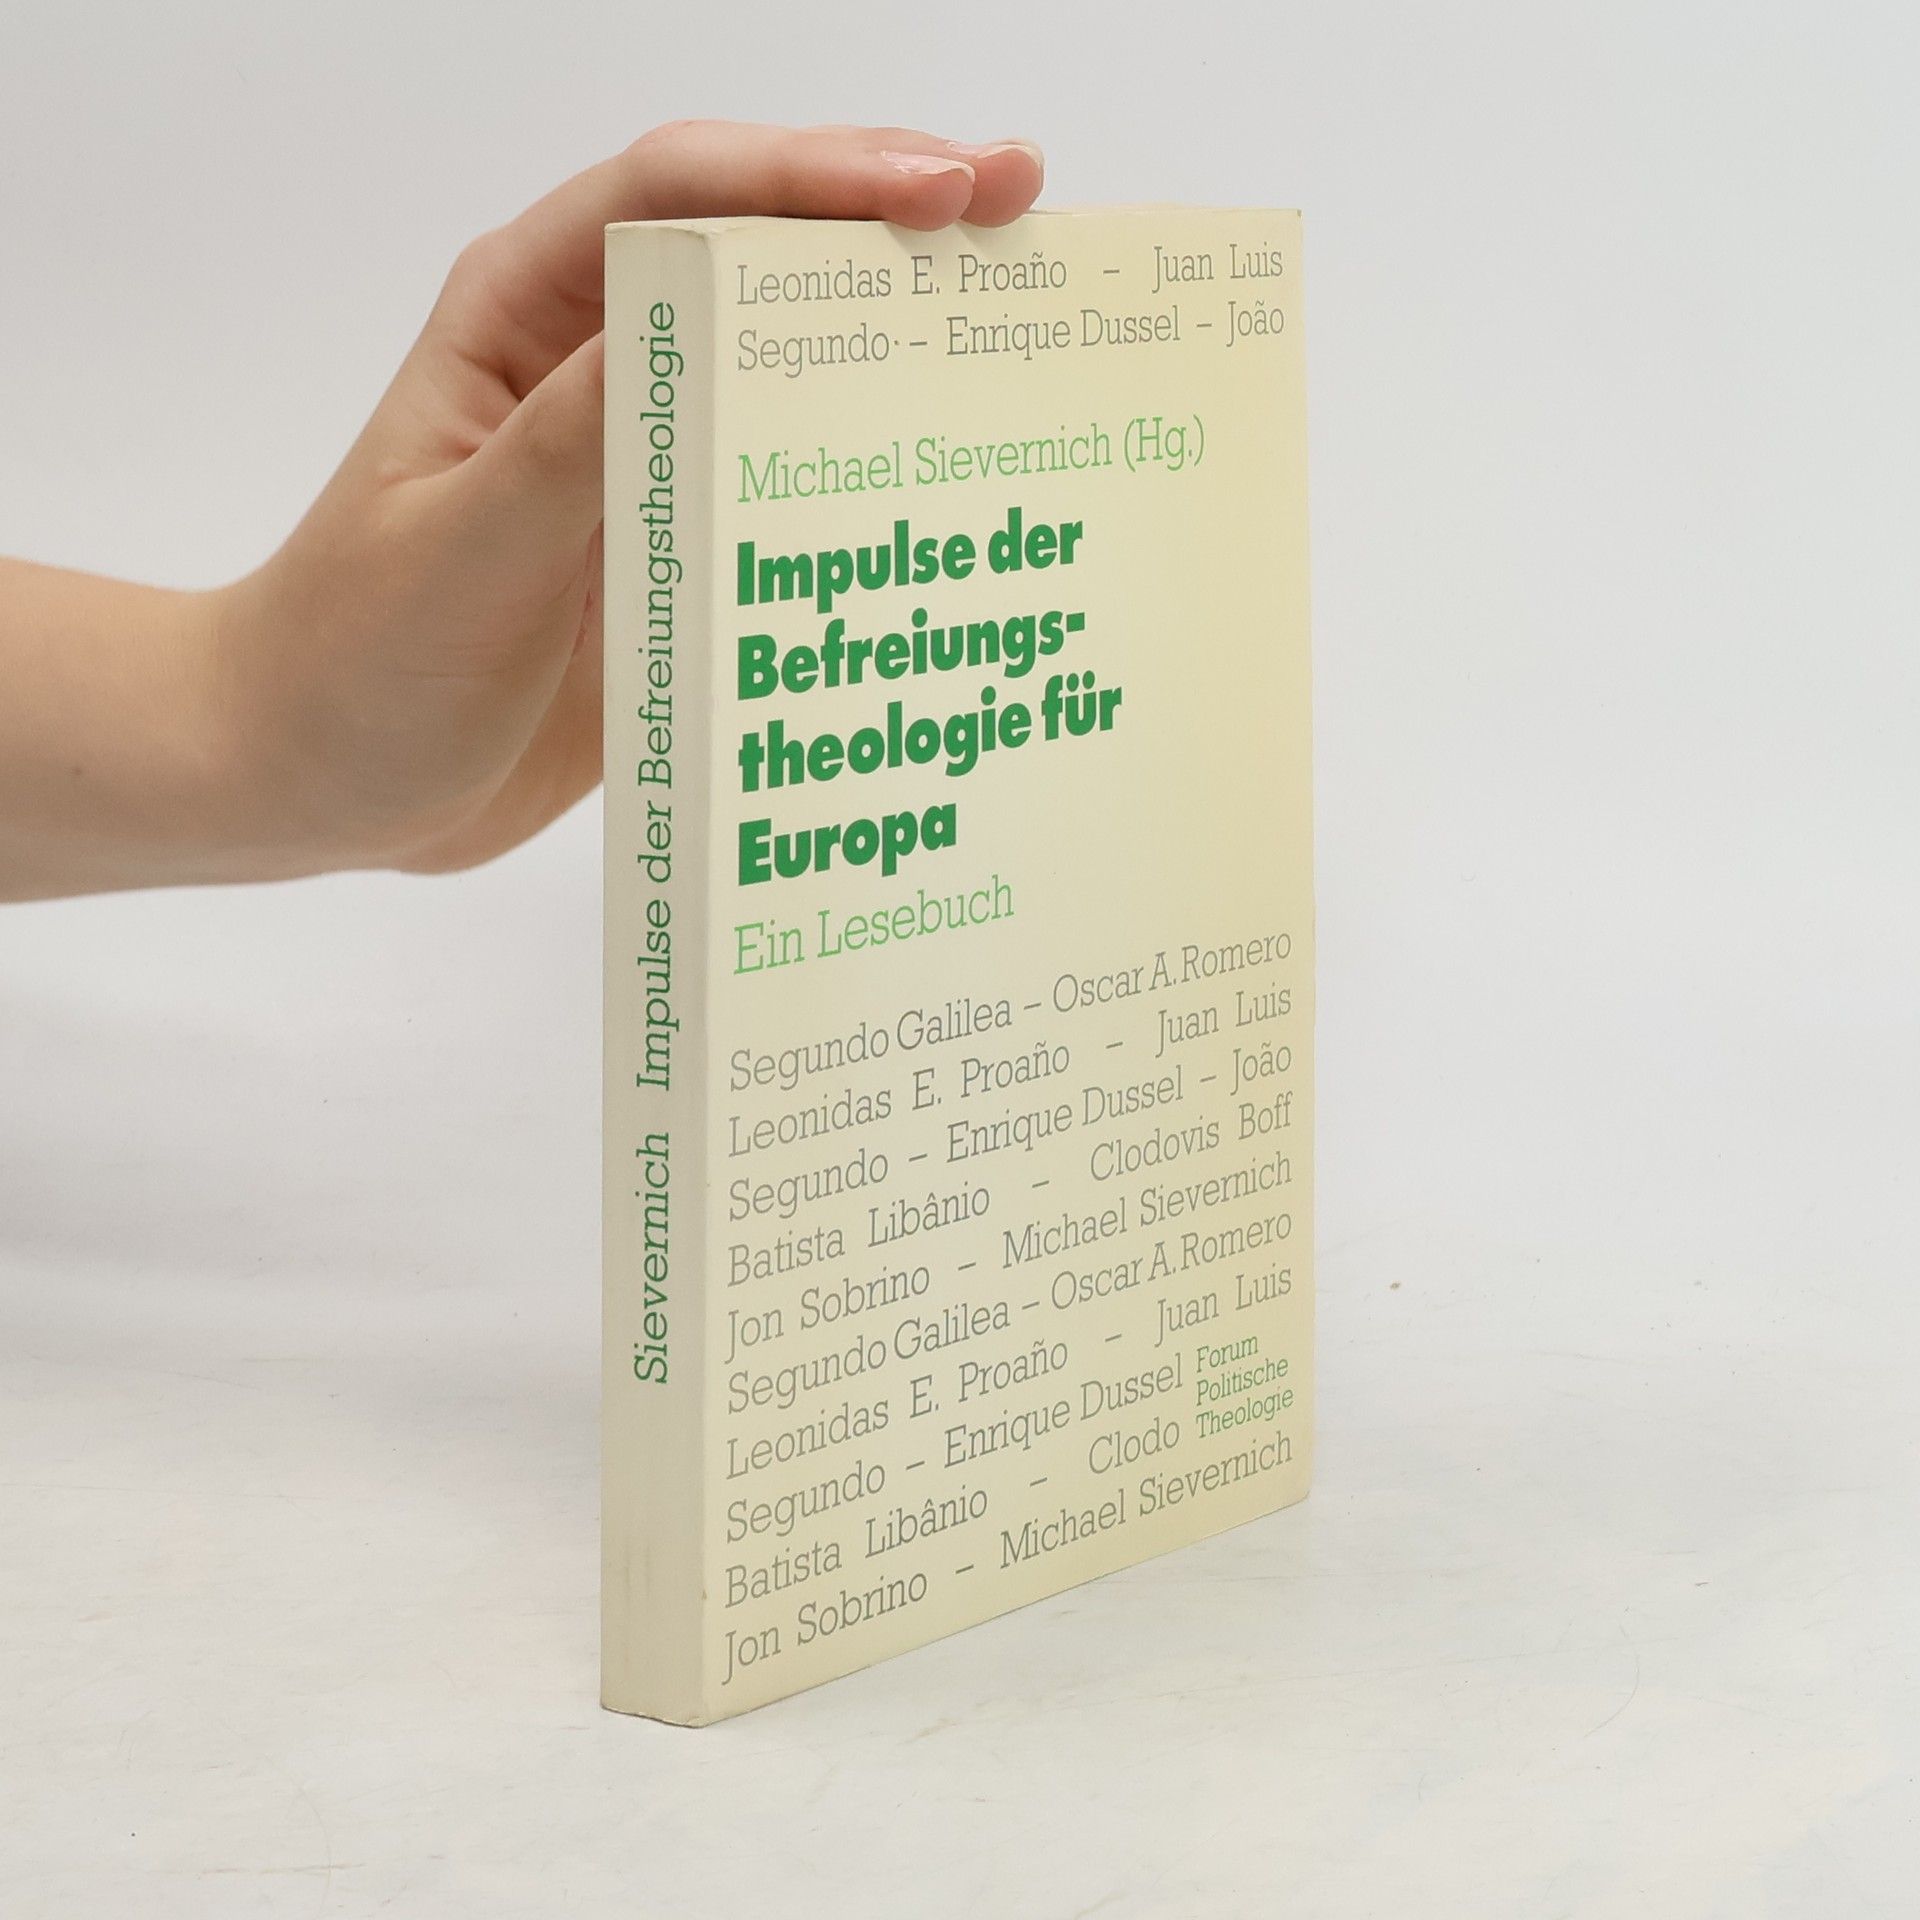 Sievernich Impulse der Befreiungstheologie
Leonidas E. Proaño – Juan Luis
Segundo – Enrique Dussel – João
Michael Sievernich (Hg.)
Impulse der
Befreiungs-
theologie für
Europa
Ein Lesebuch
Segundo Galilea – Oscar A. Romero
Leonidas E. Proaño – Juan Luis
Segundo – Enrique Dussel – João
Batista Libânio – Clodovis Boff
Jon Sobrino – Michael Sievernich
Segundo Galilea – Oscar A. Romero
Leonidas E. Proaño – Juan Luis
Segundo – Enrique Dussel
Batista Libânio – Clodo
Jon Sobrino – Michael Sievernich
Forum
Politische
Theologie